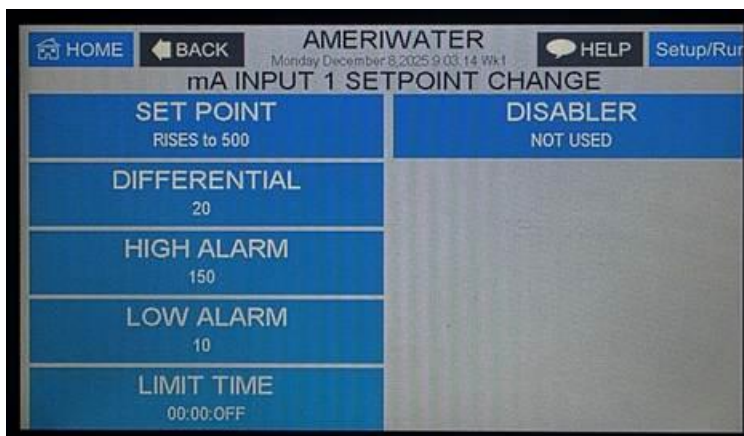 HOME BACK AMERIWATER HELP Setup/Run
Monday December 8,2025 9:03:14 Wk1
mA INPUT 1 SETPOINT CHANGE
SET POINT
RISES to 500
DISABLER
NOT USED
DIFFERENTIAL
20
HIGH ALARM
150
LOW ALARM
10
LIMIT TIME
00:00:OFF